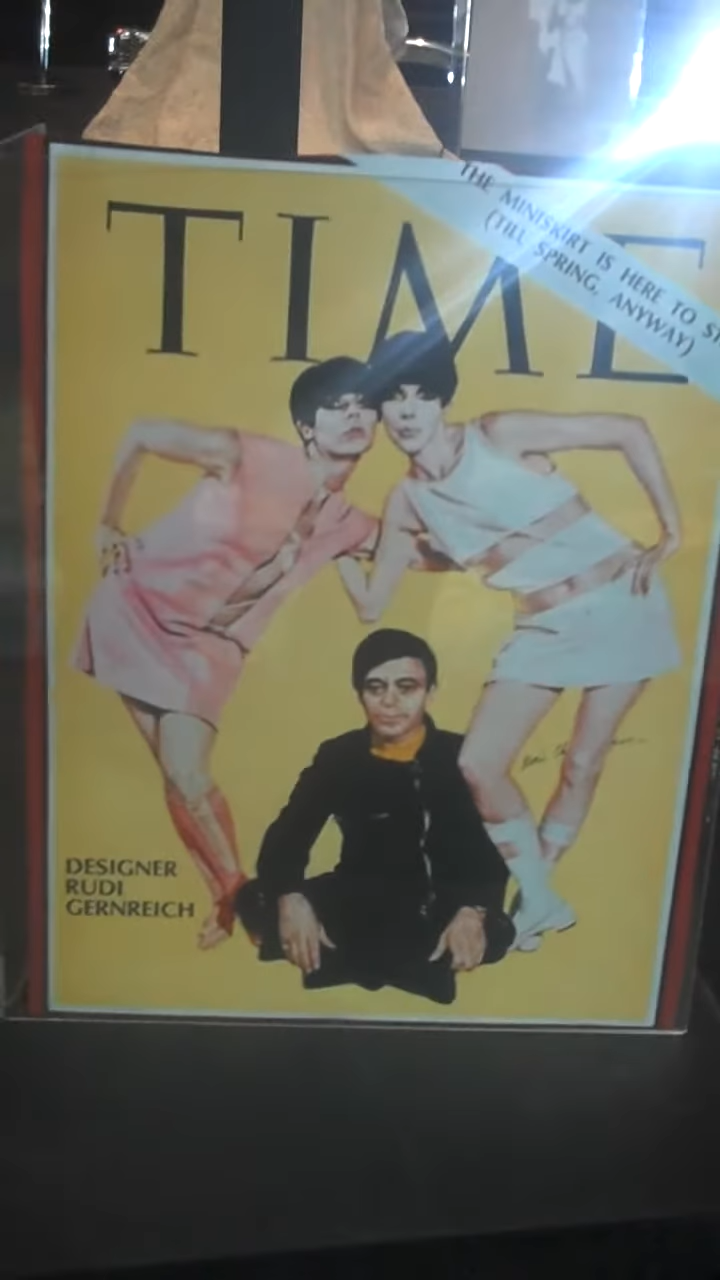 TIME
THE MINISKIRT IS HERE TO
(TILL SPRING, ANYWAY)
DESIGNER
RUDI
GERNREICH